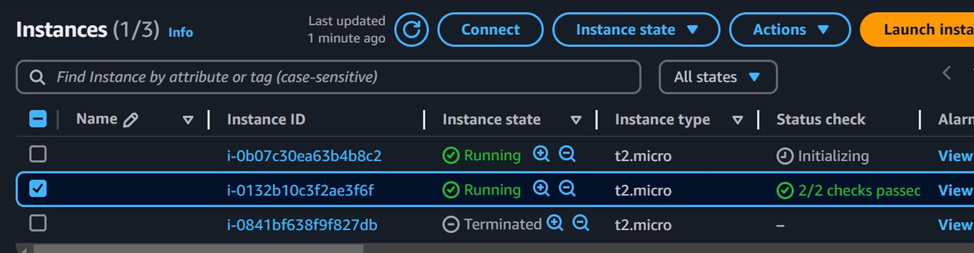 Instances (1/3) Info Last updated 1 minute ago Connect Instance state Actions Launch insta
Find Instance by attribute or tag (case-sensitive) All states
Name Instance ID Instance state Instance type Status check Alarm
i-0b07c30ea63b4b8c2 Running t2.micro Initializing View
i-0132b10c3f2ae3f6f Running t2.micro 2/2 checks passec View
i-0841bf638f9f827db Terminated t2.micro – View